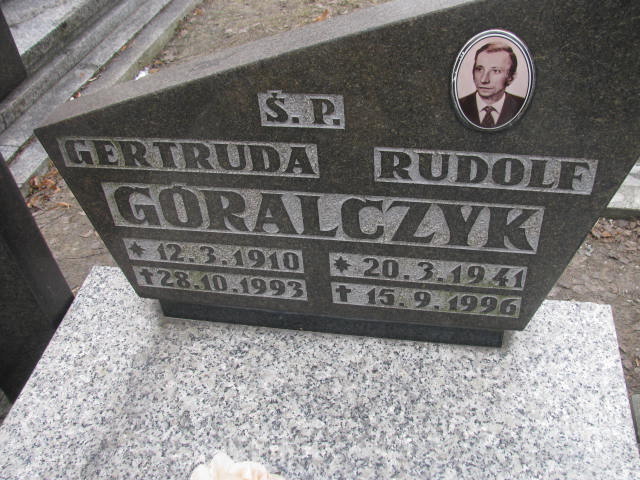 Ś.P.
GERTRUDA RUDOLF
GÓRALCZYK
* 12.3.1910 * 20.3.1941
† 28.10.1993 † 15.9.1996